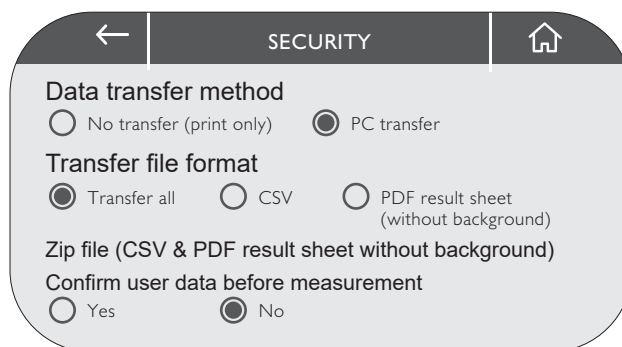 SECURITY
Data transfer method
No transfer (print only) PC transfer
Transfer file format
Transfer all CSV PDF result sheet
(without background)
Zip file (CSV & PDF result sheet without background)
Confirm user data before measurement
Yes No